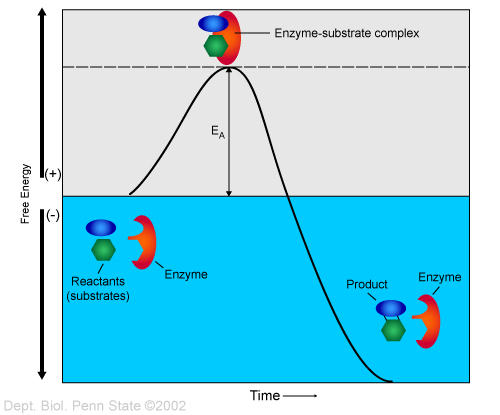 Enzyme-substrate complex
E_A
(+)
Free Energy
(-)
Reactants
(substrates)
Enzyme
Product
Enzyme
Time
Dept. Biol. Penn State ©2002